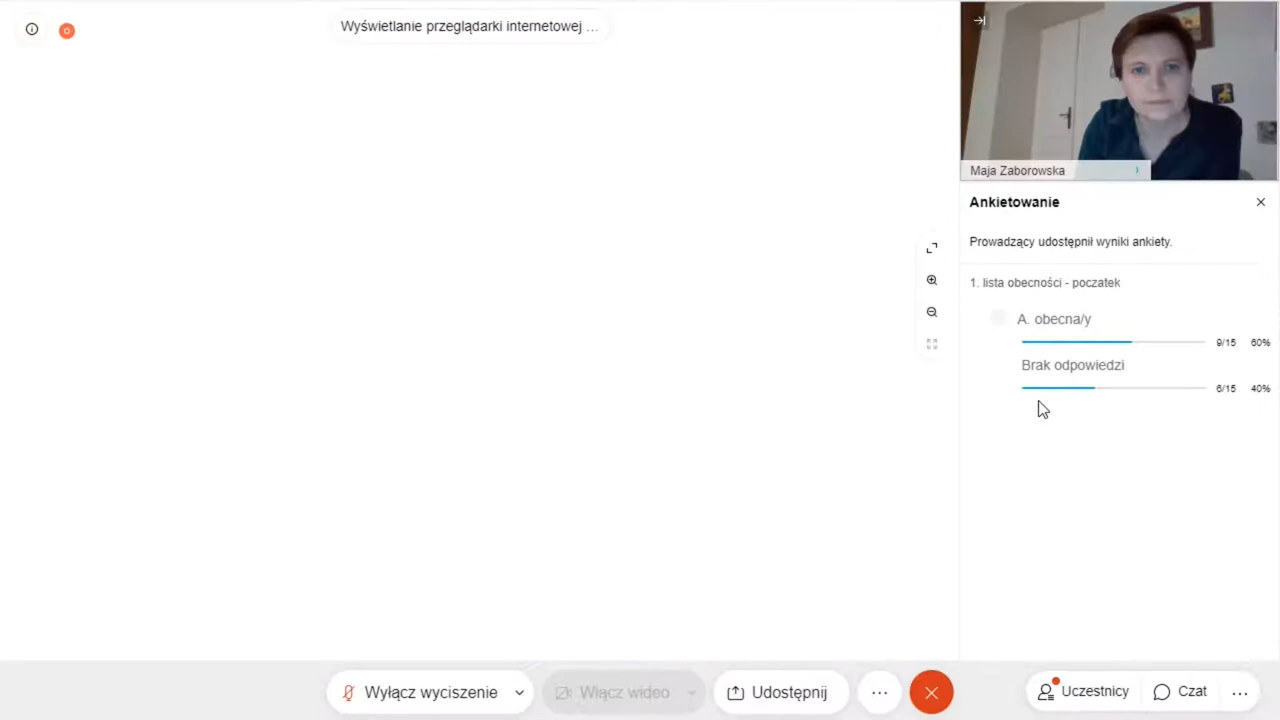 Wyświetlanie przeglądarki internetowej ...
Maja Zaborowska
Ankietowanie
Prowadzący udostępnił wyniki ankiety.
1. lista obecności - poczatek
A. obecna/y
9/15 60%
Brak odpowiedzi
6/15 40%
Wyłącz wyciszenie
Włącz wideo
Udostępnij
Uczestnicy
Czat